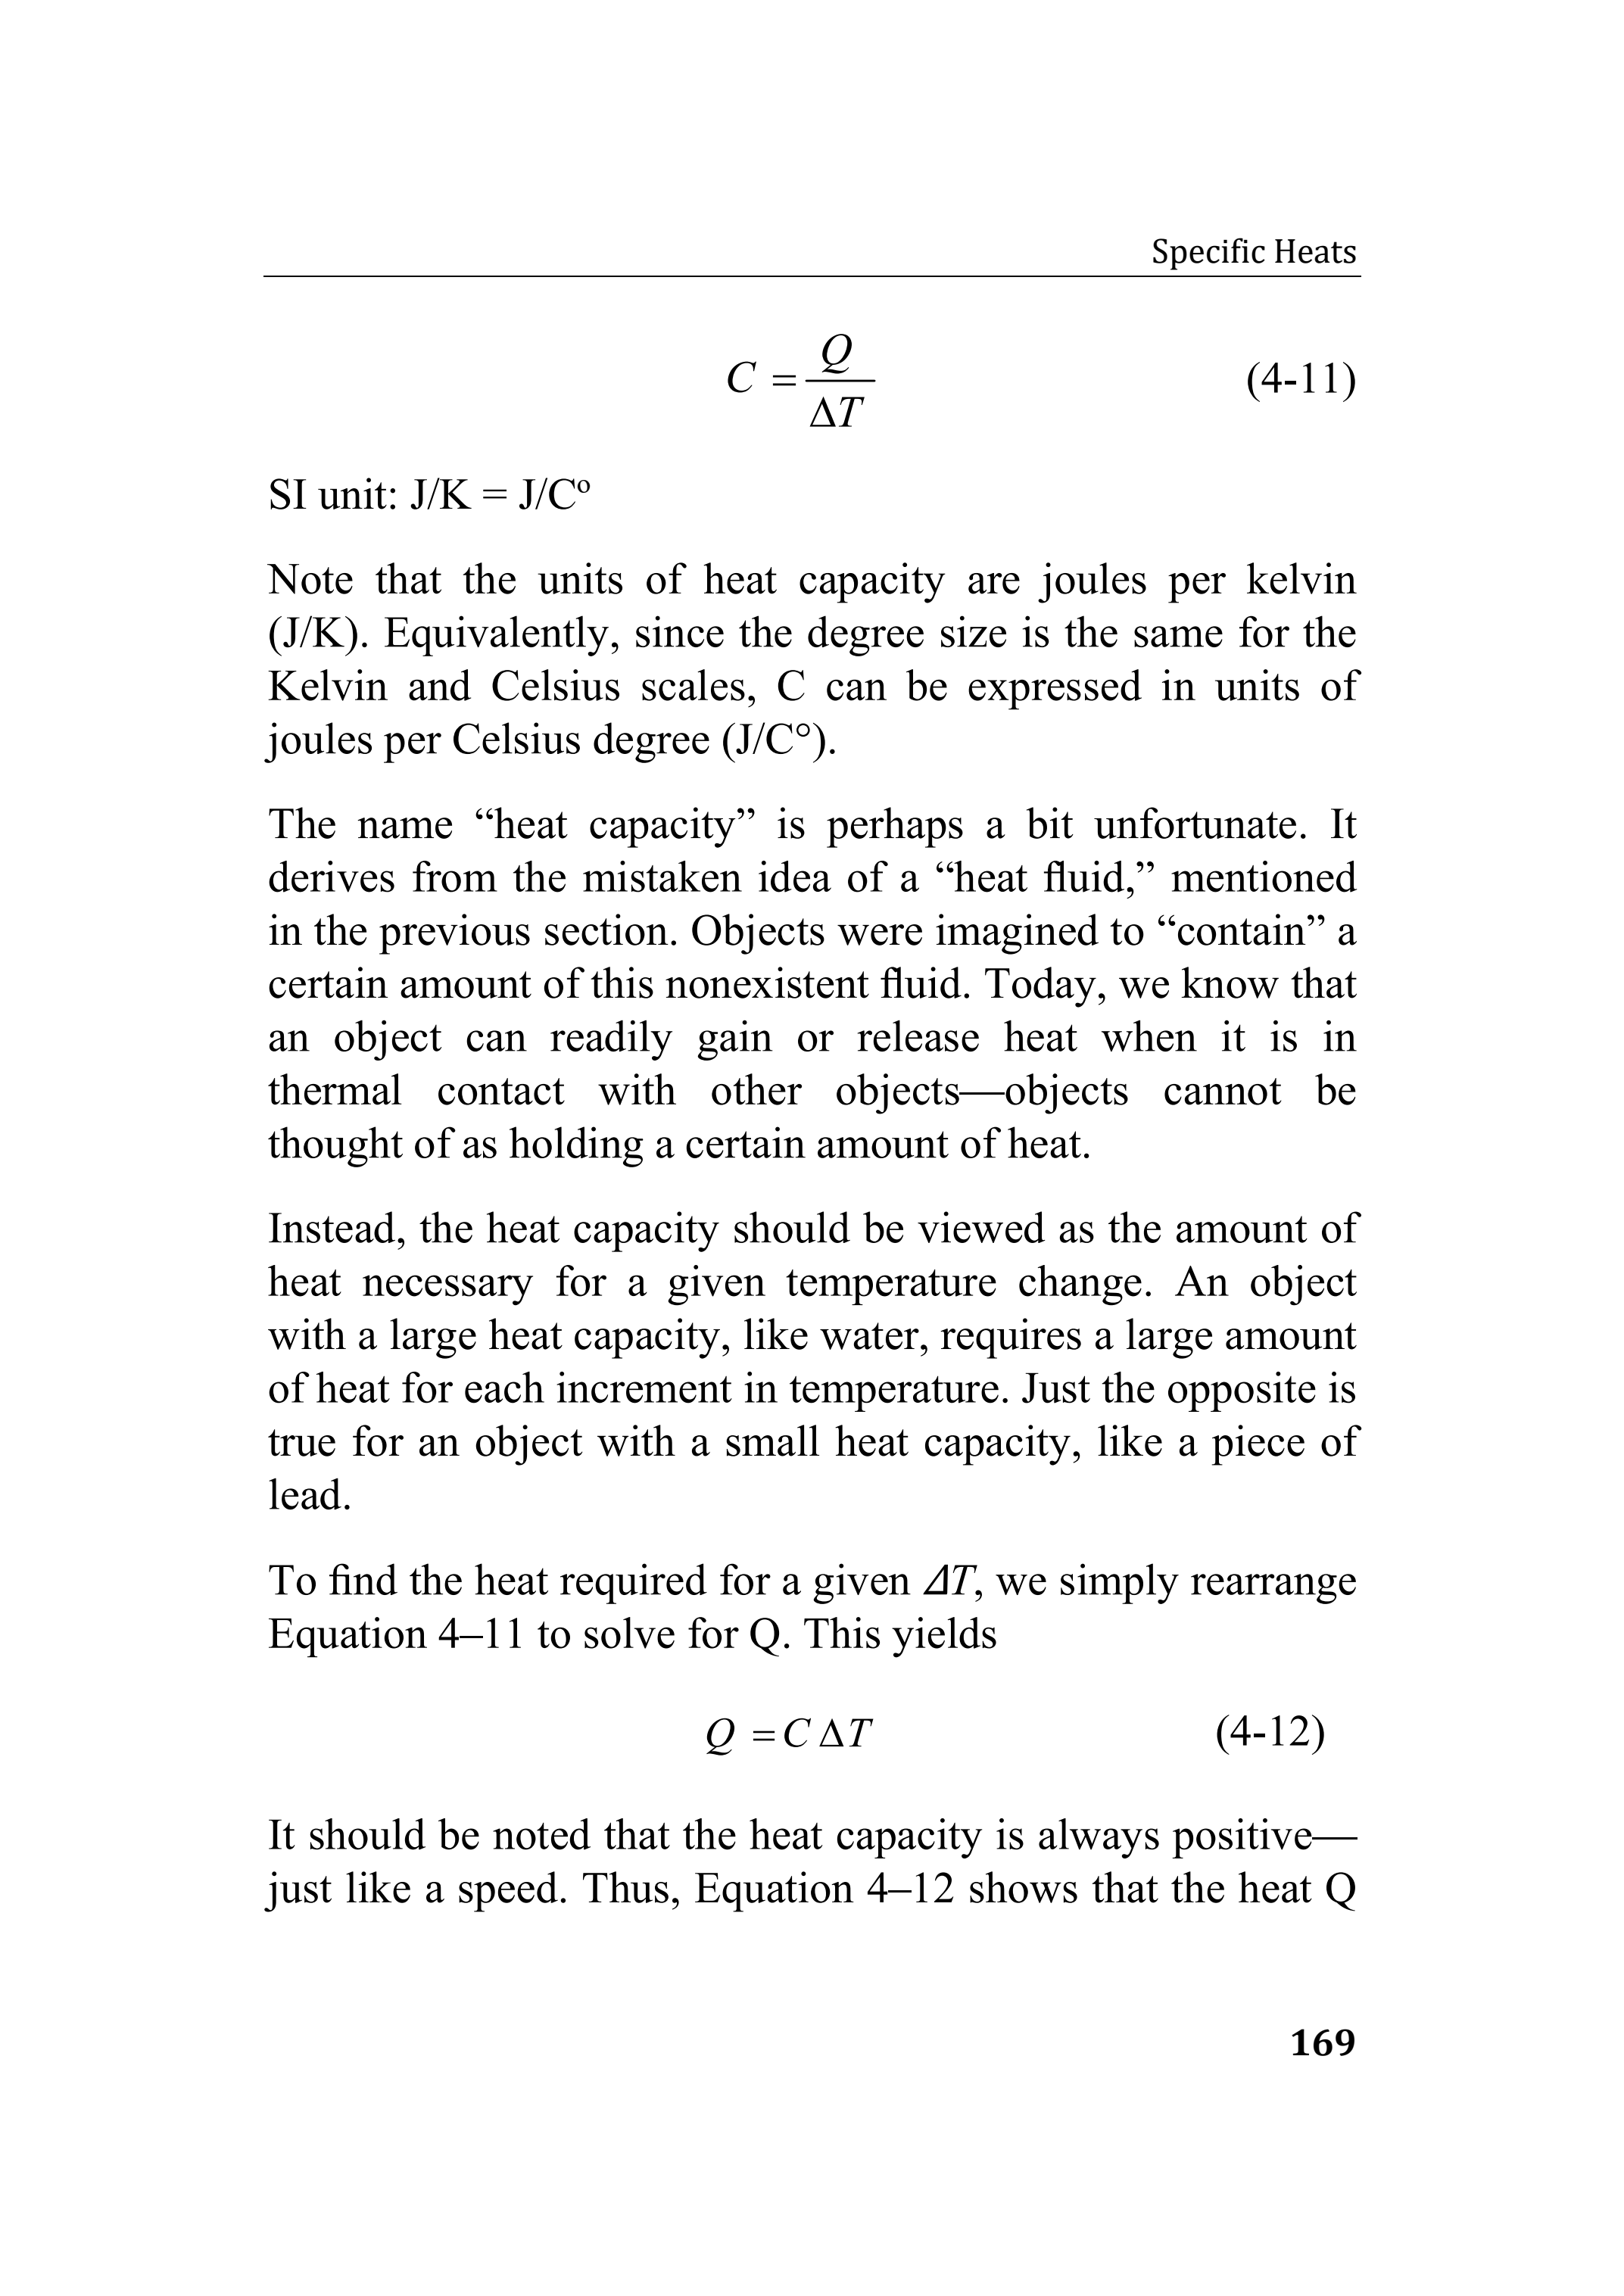 Specific Heats
C = Q / ΔT (4-11)
SI unit: J/K = J/Cº
Note that the units of heat capacity are joules per kelvin
(J/K). Equivalently, since the degree size is the same for the
Kelvin and Celsius scales, C can be expressed in units of
joules per Celsius degree (J/C°).
The name “heat capacity” is perhaps a bit unfortunate. It
derives from the mistaken idea of a “heat fluid,” mentioned
in the previous section. Objects were imagined to “contain” a
certain amount of this nonexistent fluid. Today, we know that
an object can readily gain or release heat when it is in
thermal contact with other objects—objects cannot be
thought of as holding a certain amount of heat.
Instead, the heat capacity should be viewed as the amount of
heat necessary for a given temperature change. An object
with a large heat capacity, like water, requires a large amount
of heat for each increment in temperature. Just the opposite is
true for an object with a small heat capacity, like a piece of
lead.
To find the heat required for a given ΔT, we simply rearrange
Equation 4–11 to solve for Q. This yields
Q = C ΔT (4-12)
It should be noted that the heat capacity is always positive—
just like a speed. Thus, Equation 4–12 shows that the heat Q
169